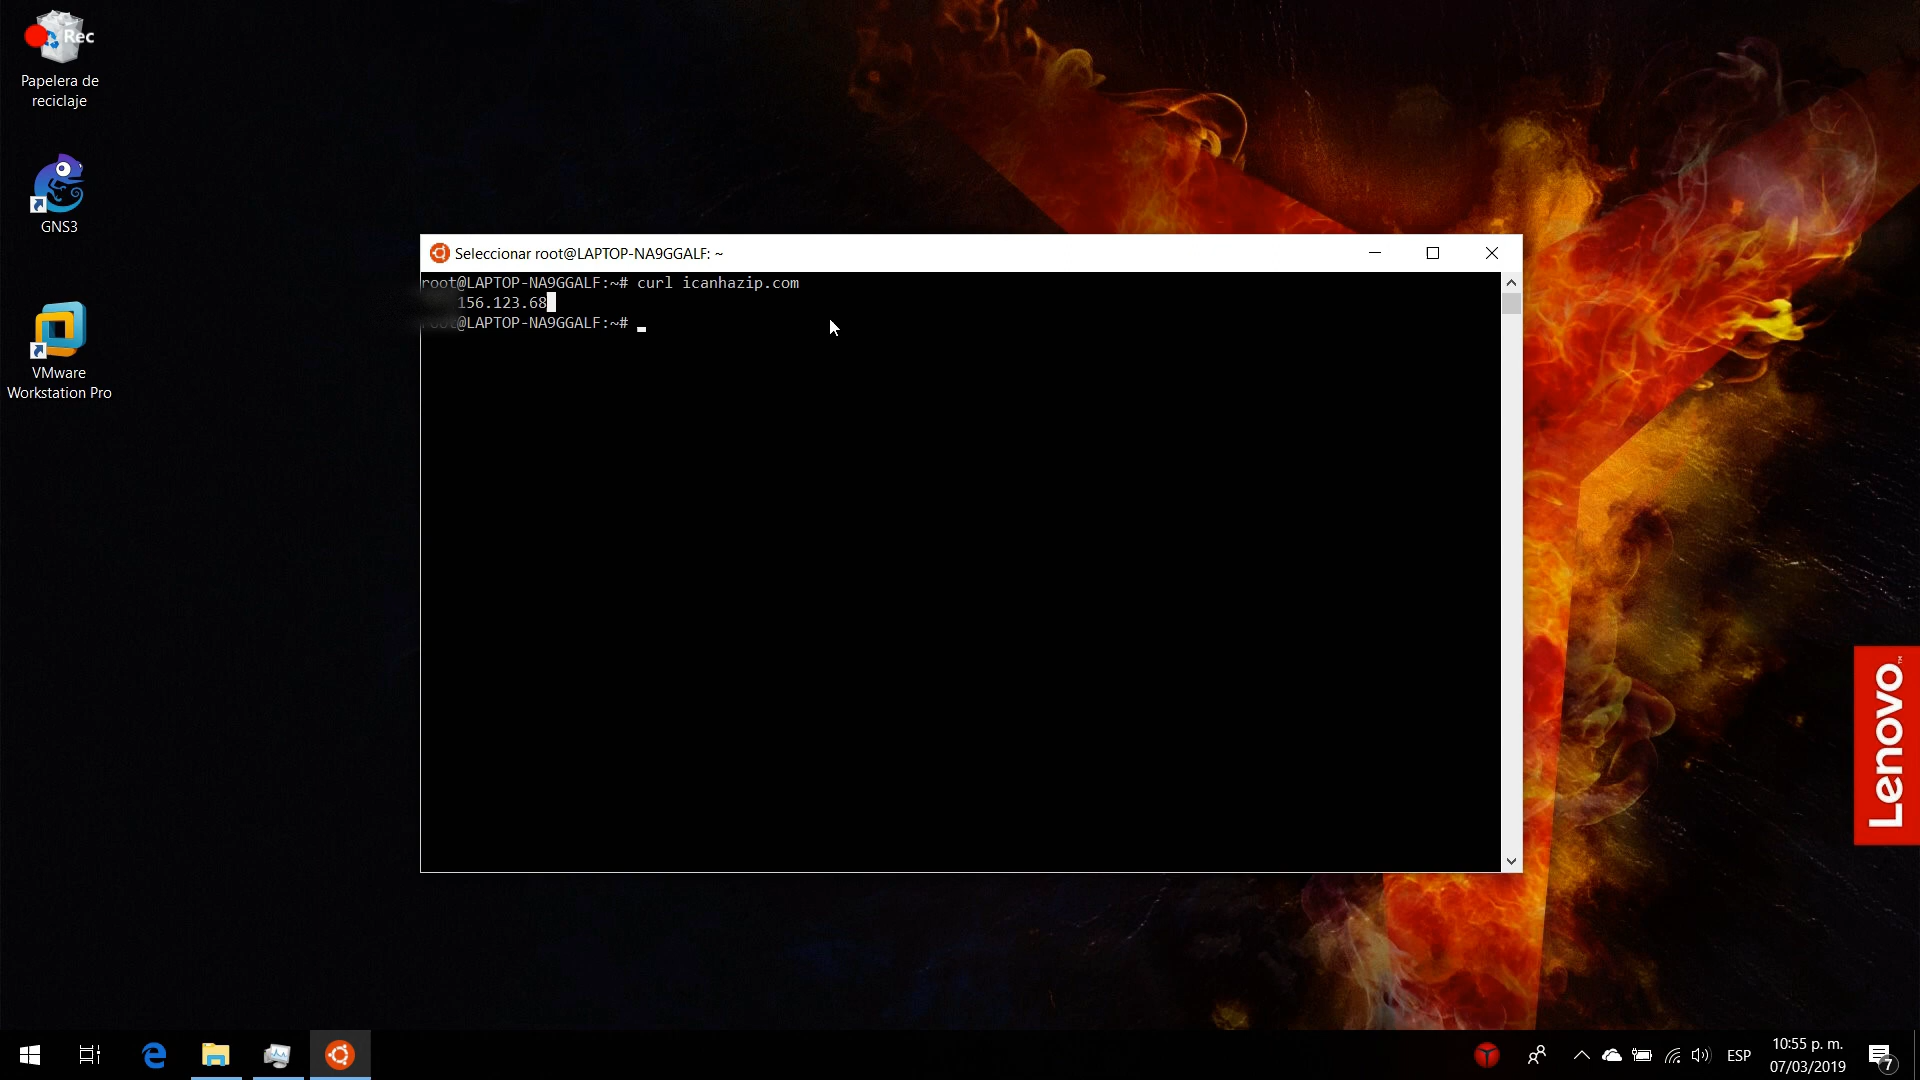 Rec
Papelera de
reciclaje
GNS3
VMware
Workstation Pro
Seleccionar root@LAPTOP-NA9GGALF: ~
root@LAPTOP-NA9GGALF:~# curl icanhazip.com
156.123.68
@LAPTOP-NA9GGALF:~#
Lenovo
ESP
10:55 p. m.
07/03/2019
7